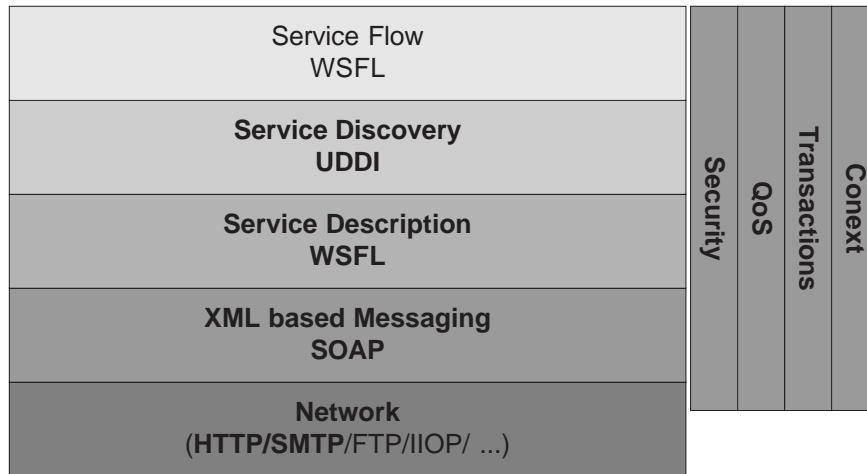 Service Flow
WSFL
Service Discovery
UDDI
Service Description
WSFL
XML based Messaging
SOAP
Network
(HTTP/SMTP/FTP/IIOP/ ...)
Security
QoS
Transactions
Conext